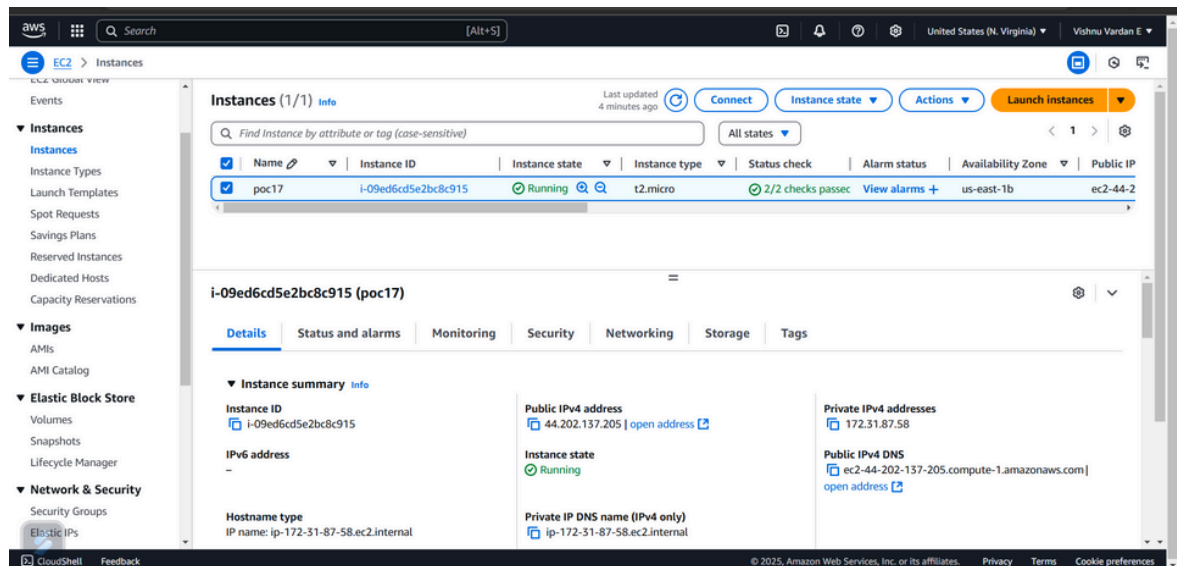 aws Search [Alt+S] United States (N. Virginia) Vishnu Vardan E
EC2 > Instances
EC2 Global View
Events
Instances
Instances
Instance Types
Launch Templates
Spot Requests
Savings Plans
Reserved Instances
Dedicated Hosts
Capacity Reservations
Images
AMIs
AMI Catalog
Elastic Block Store
Volumes
Snapshots
Lifecycle Manager
Network & Security
Security Groups
Elastic IPs
Instances (1/1) Info
Last updated
4 minutes ago
Connect Instance state Actions Launch instances
Find Instance by attribute or tag (case-sensitive) All states 1
Name Instance ID Instance state Instance type Status check Alarm status Availability Zone Public IP
poc17 i-09ed6cd5e2bc8c915 Running t2.micro 2/2 checks passec View alarms + us-east-1b ec2-44-2
i-09ed6cd5e2bc8c915 (poc17)
Details Status and alarms Monitoring Security Networking Storage Tags
Instance summary Info
Instance ID
i-09ed6cd5e2bc8c915
Public IPv4 address
44.202.137.205 | open address
Private IPv4 addresses
172.31.87.58
IPv6 address
–
Instance state
Running
Public IPv4 DNS
ec2-44-202-137-205.compute-1.amazonaws.com |
open address
Hostname type
IP name: ip-172-31-87-58.ec2.internal
Private IP DNS name (IPv4 only)
ip-172-31-87-58.ec2.internal
CloudShell Feedback © 2025, Amazon Web Services, Inc. or its affiliates. Privacy Terms Cookie preferences